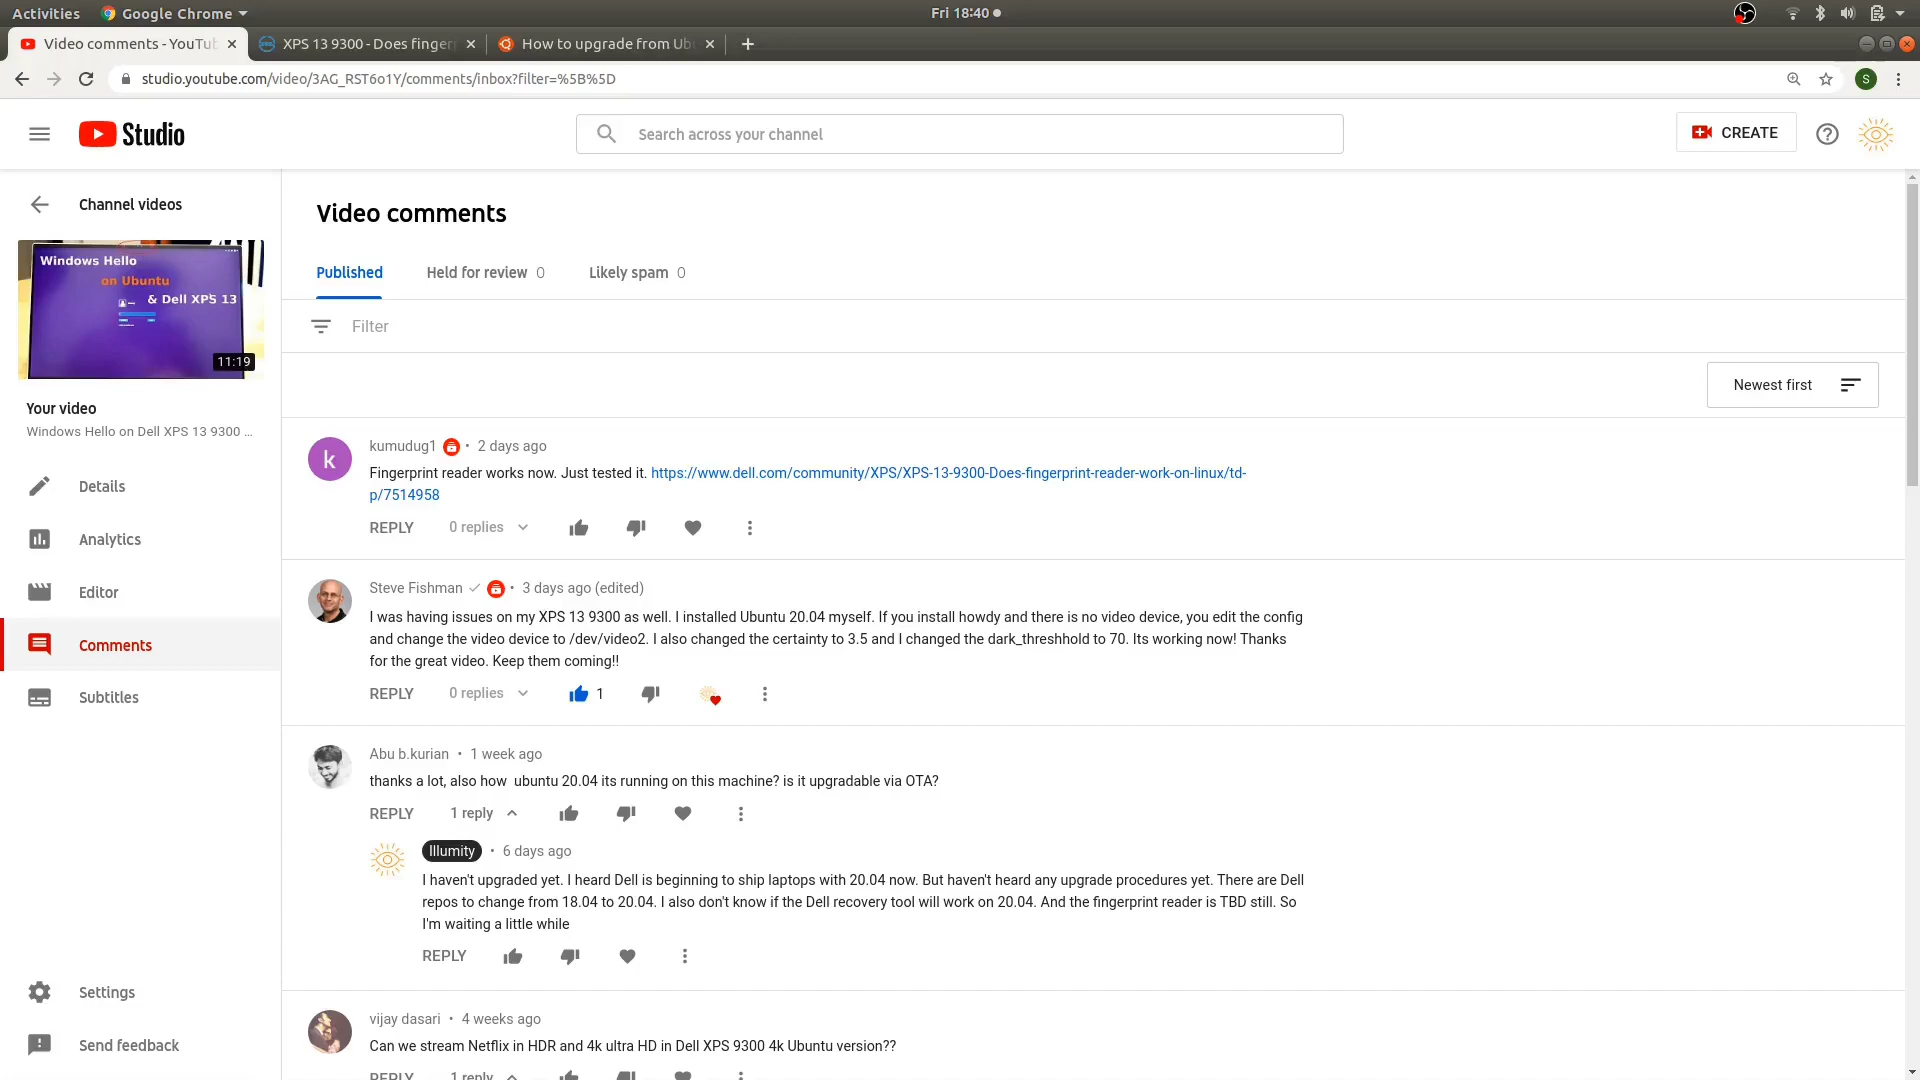 Activities
Google Chrome
Fri 18:40
Video comments - YouTu
XPS 13 9300 - Does finger
How to upgrade from Ub
studio.youtube.com/video/3AG_RST6o1Y/comments/inbox?filter=%5B%5D
S
Studio
Search across your channel
CREATE
Channel videos
Windows Hello
on Ubuntu
& Dell XPS 13
11:19
Your video
Windows Hello on Dell XPS 13 9300 ...
Details
Analytics
Editor
Comments
Subtitles
Settings
Send feedback
Video comments
Published
Held for review 0
Likely spam 0
Filter
Newest first
k
kumudug1 • 2 days ago
Fingerprint reader works now. Just tested it. https://www.dell.com/community/XPS/XPS-13-9300-Does-fingerprint-reader-work-on-linux/td-
p/7514958
REPLY 0 replies
Steve Fishman • 3 days ago (edited)
I was having issues on my XPS 13 9300 as well. I installed Ubuntu 20.04 myself. If you install howdy and there is no video device, you edit the config
and change the video device to /dev/video2. I also changed the certainty to 3.5 and I changed the dark_threshhold to 70. Its working now! Thanks
for the great video. Keep them coming!!
REPLY 0 replies 1
Abu b.kurian • 1 week ago
thanks a lot, also how  ubuntu 20.04 its running on this machine? is it upgradable via OTA?
REPLY 1 reply
Illumity • 6 days ago
I haven't upgraded yet. I heard Dell is beginning to ship laptops with 20.04 now. But haven't heard any upgrade procedures yet. There are Dell
repos to change from 18.04 to 20.04. I also don't know if the Dell recovery tool will work on 20.04. And the fingerprint reader is TBD still. So
I'm waiting a little while
REPLY
vijay dasari • 4 weeks ago
Can we stream Netflix in HDR and 4k ultra HD in Dell XPS 9300 4k Ubuntu version??
REPLY 1 reply